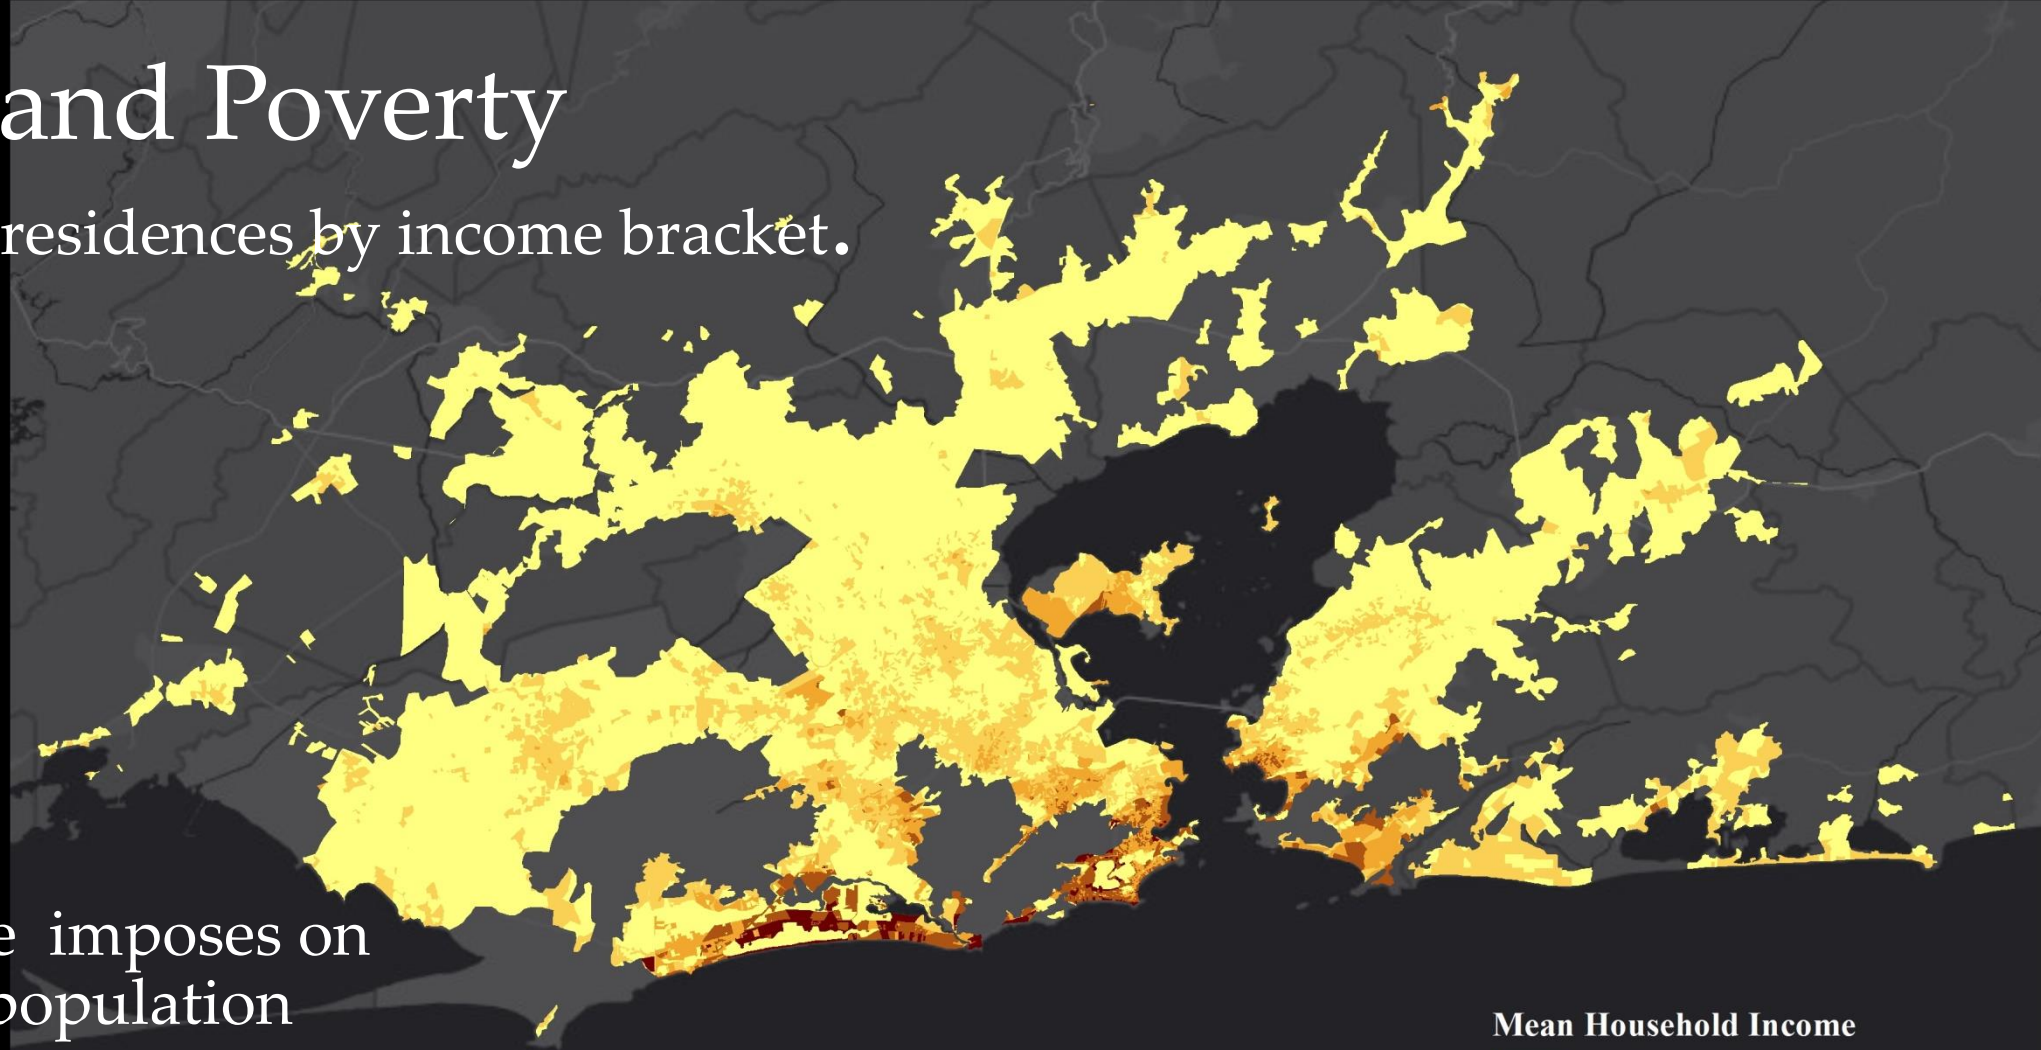 and Poverty
residences by income bracket.
e imposes on
population
Mean Household Income